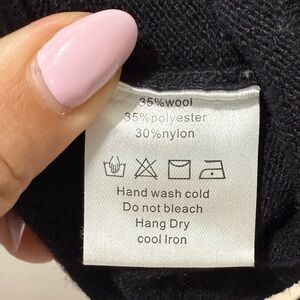 35%wool
35%polyester
30%nylon
Hand wash cold
Do not bleach
Hang Dry
cool Iron